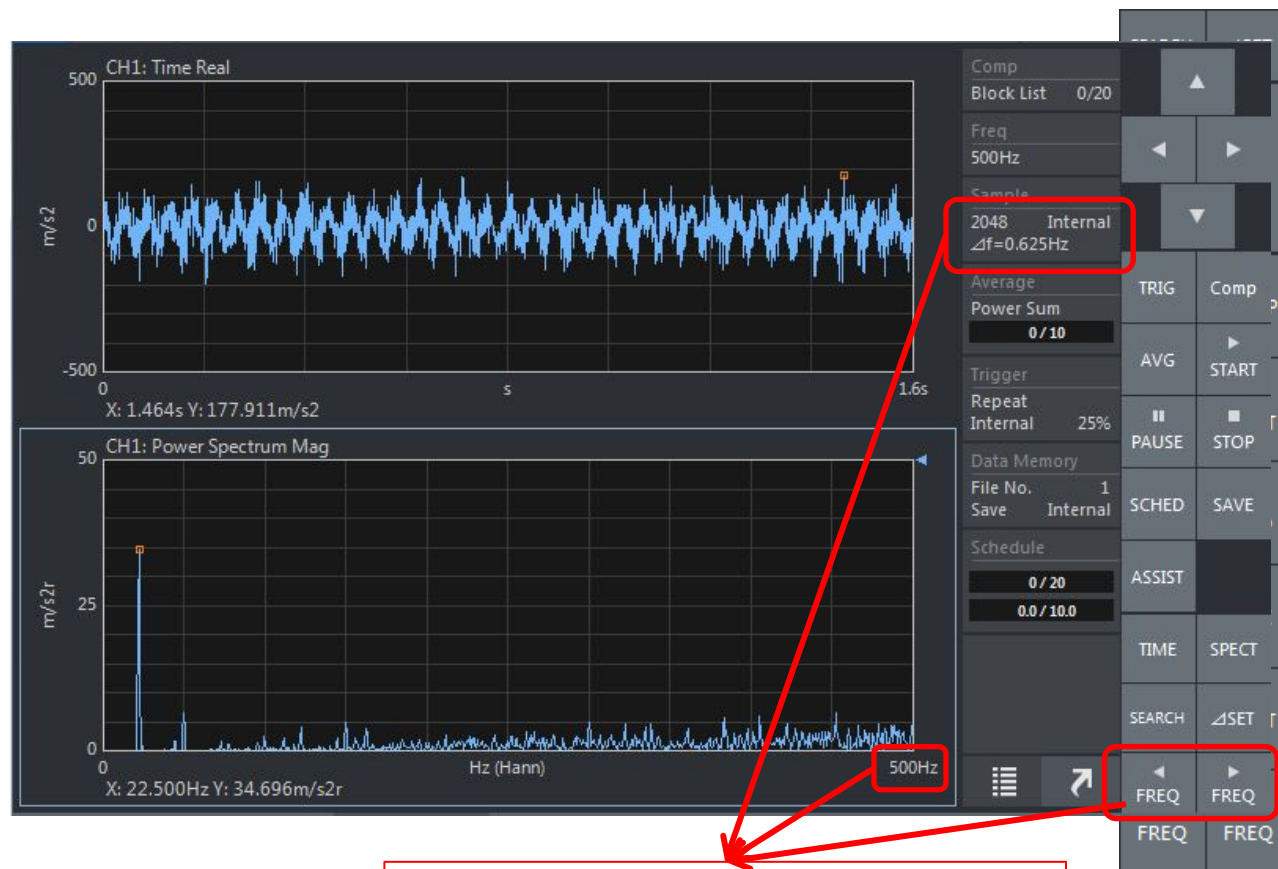 CH1: Time Real
500
0
-500
m/s2
0
s
1.6s
X: 1.464s Y: 177.911m/s2
CH1: Power Spectrum Mag
50
25
0
m/s2r
0
Hz (Hann)
500Hz
X: 22.500Hz Y: 34.696m/s2r
Comp
Block List 0/20
Freq
500Hz
Sample
2048 Internal
⊿f=0.625Hz
Average
Power Sum
0 / 10
Trigger
Repeat
Internal 25%
Data Memory
File No. 1
Save Internal
Schedule
0 / 20
0.0 / 10.0
TRIG Comp
AVG START
PAUSE STOP
SCHED SAVE
ASSIST
TIME SPECT
SEARCH ⊿SET
FREQ FREQ
FREQ FREQ